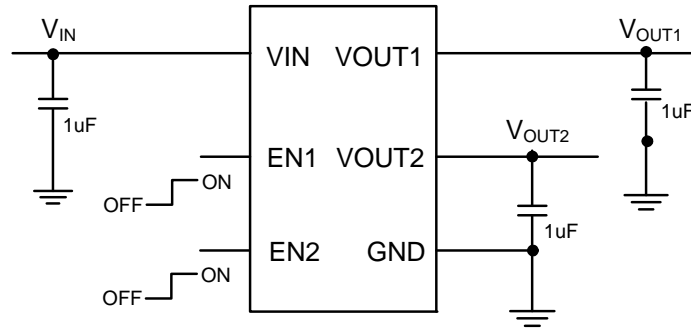 VIN
VOUT1
VIN VOUT1
1uF
1uF
VOUT2
EN1 VOUT2
ON
OFF
1uF
EN2 GND
ON
OFF